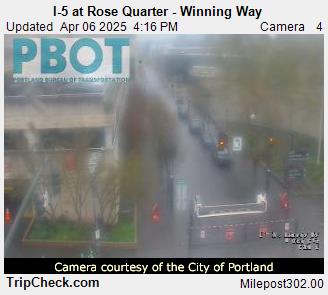 I-5 at Rose Quarter - Winning Way
Updated Apr 06 2025 4:16 PM Camera 4
PBOT
PORTLAND BUREAU OF TRANSPORTATION
Camera courtesy of the City of Portland
TripCheck.com Milepost302.00